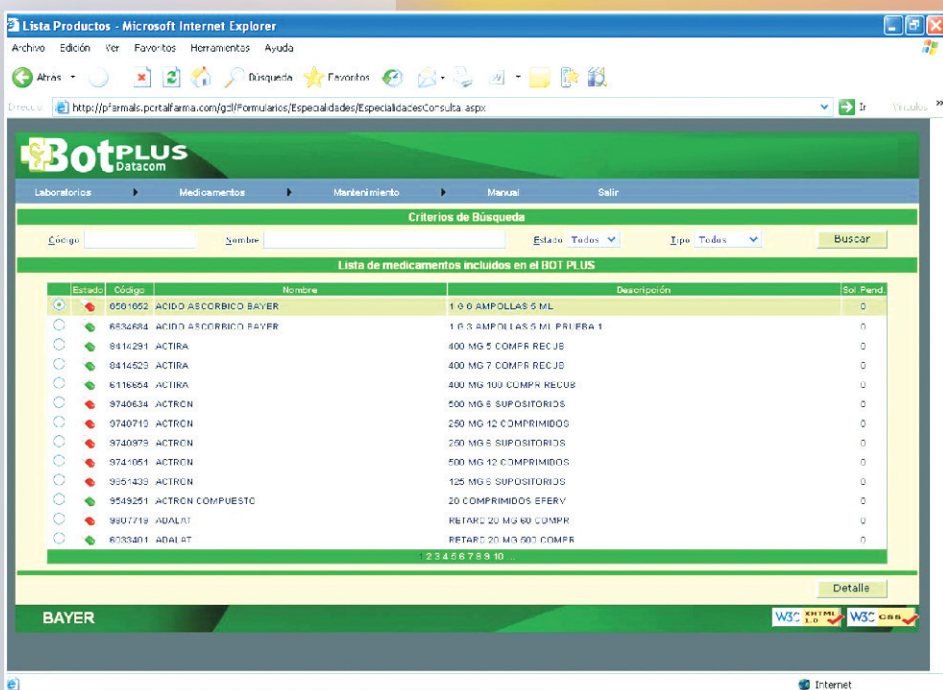 Lista Productos - Microsoft Internet Explorer
Archivo Edición Ver Favoritos Herramientas Ayuda
Atrás Búsqueda Favoritos
http://pfarmals.portalfarma.com/gdl/Formularios/Especialidades/EspecialidadesConsulta.aspx Ir Vínculos
BotPLUS
Datacom
Laboratorios Medicamentos Mantenimiento Manual Salir
Criterios de Búsqueda
Código Nombre Estado Todos Tipo Todos Buscar
Lista de medicamentos incluidos en el BOT PLUS
Estado Código Nombre Descripción Sol.Pend.
ACIDO ASCORBICO BAYER 1 G 6 AMPOLLAS 5 ML 0
6534684 ACIDO ASCORBICO BAYER 1 G 3 AMPOLLAS 5 ML PRUEBA 1 0
8414291 ACTIRA 400 MG 5 COMPR RECUB 0
8414529 ACTIRA 400 MG 7 COMPR RECUB 0
6116654 ACTIRA 400 MG 100 COMPR RECUB 0
9740634 ACTRON 500 MG 6 SUPOSITORIOS 0
9740719 ACTRON 250 MG 12 COMPRIMIDOS 0
9740979 ACTRON 250 MG 6 SUPOSITORIOS 0
9741051 ACTRON 500 MG 12 COMPRIMIDOS 0
9951439 ACTRON 125 MG 6 SUPOSITORIOS 0
9549251 ACTRON COMPUESTO 20 COMPRIMIDOS EFERV 0
9907719 ADALAT RETARD 20 MG 60 COMPR 0
6033401 ADALAT RETARD 20 MG 500 COMPR 0
1 2 3 4 5 6 7 8 9 10 ...
Detalle
BAYER W3C XHTML 1.0 W3C CSS
Internet